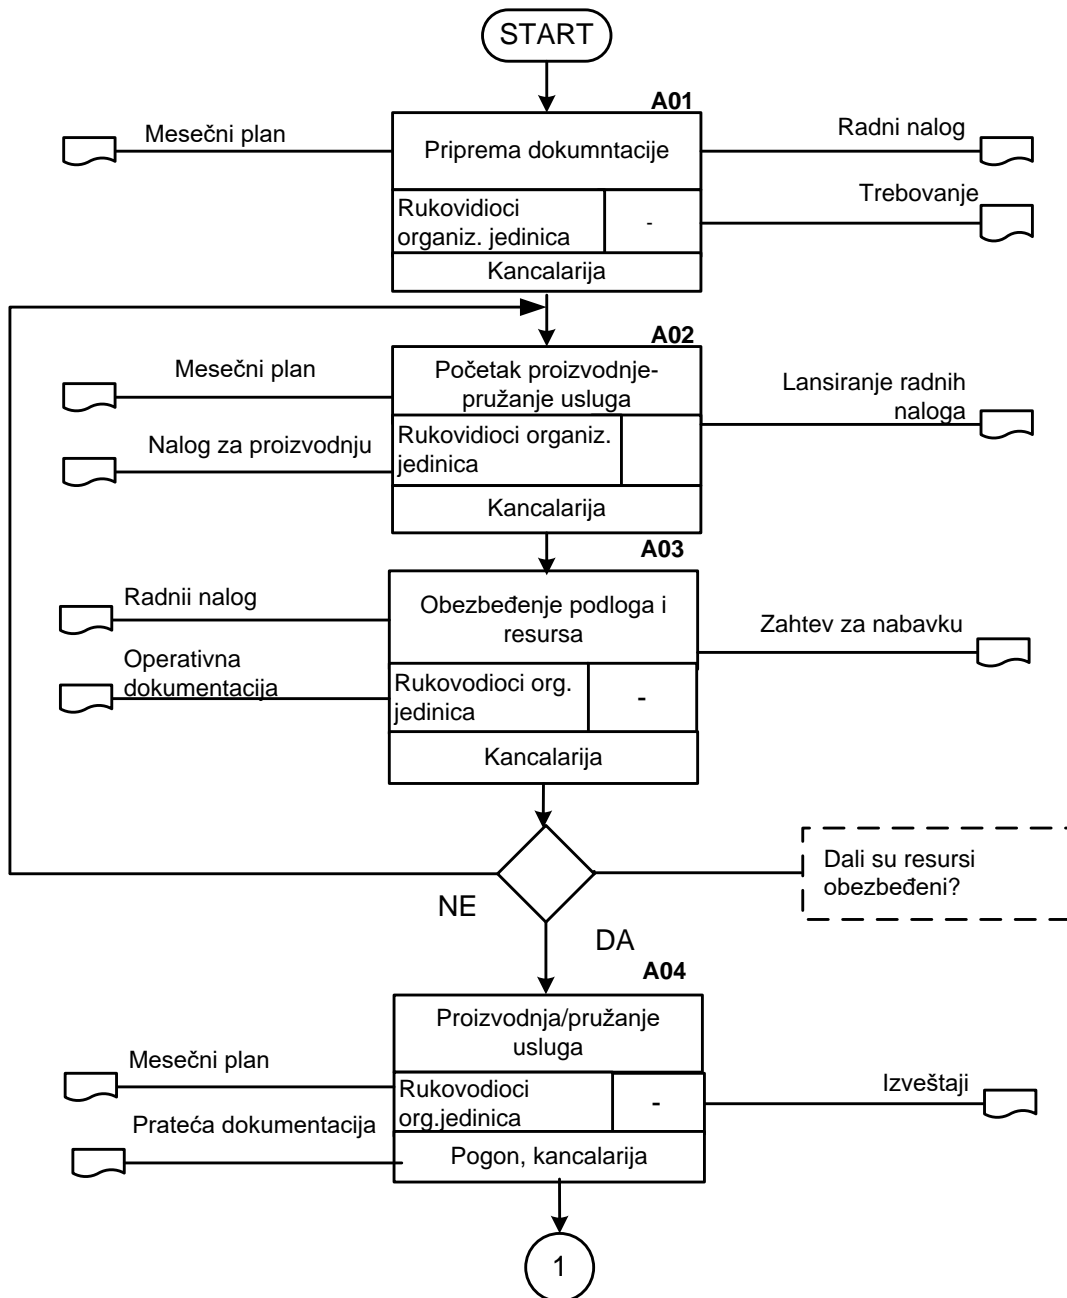 START
A01
Mesečni plan
Priprema dokumntacije
Radni nalog
Trebovanje
Rukovidioci
organiz. jedinica
-
Kancalarija
A02
Mesečni plan
Početak proizvodnje-
pružanje usluga
Lansiranje radnih
naloga
Nalog za proizvodnju
Rukovidioci organiz.
jedinica
Kancalarija
A03
Radnii nalog
Obezbeđenje podloga i
resursa
Zahtev za nabavku
Operativna
dokumentacija
Rukovodioci org.
jedinica
-
Kancalarija
Dali su resursi
obezbeđeni?
NE
DA
A04
Proizvodnja/pružanje
usluga
Mesečni plan
Izveštaji
Rukovodioci
org.jedinica
-
Prateća dokumentacija
Pogon, kancalarija
1